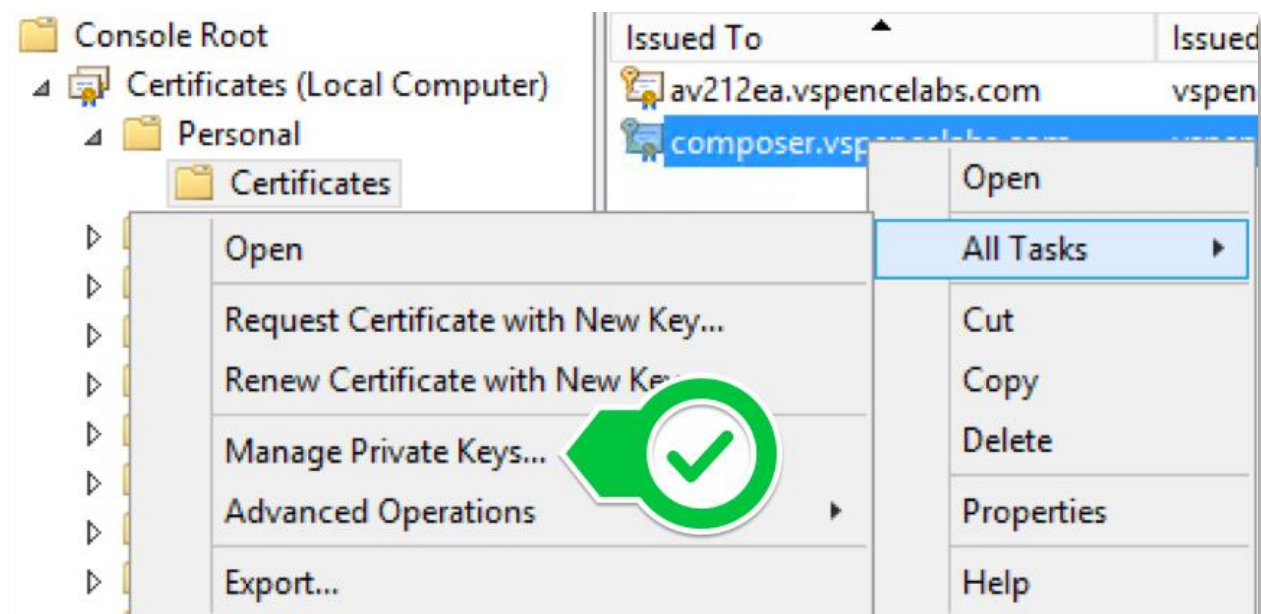 Console Root
Certificates (Local Computer)
Personal
Certificates
Issued To
Issued
av212ea.vspencelabs.com
vspen
composer.vsp
Open
All Tasks
Cut
Copy
Delete
Properties
Help
Open
Request Certificate with New Key...
Renew Certificate with New Key
Manage Private Keys...
Advanced Operations
Export...